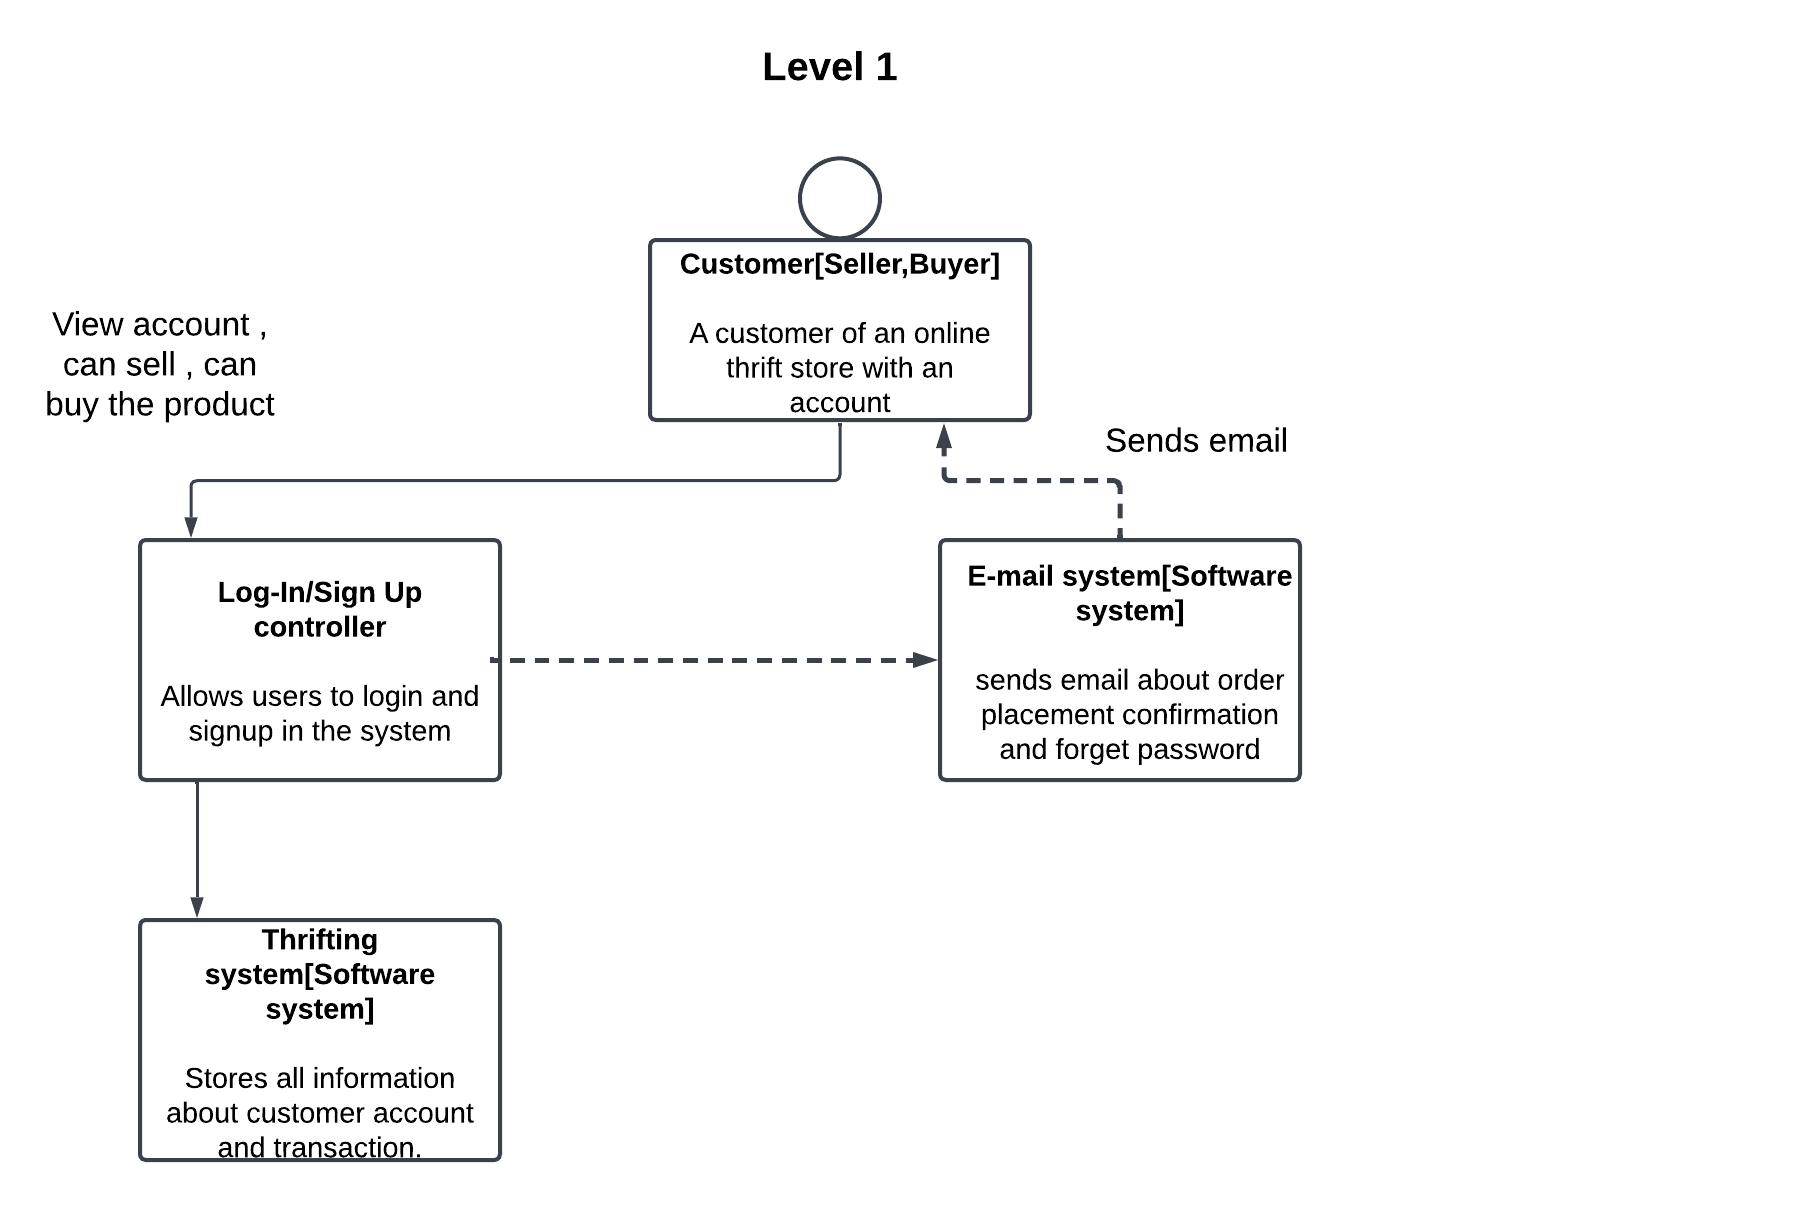 Level 1
Customer[Seller,Buyer]
A customer of an online
thrift store with an
account
View account ,
can sell , can
buy the product
Sends email
Log-In/Sign Up
controller
Allows users to login and
signup in the system
E-mail system[Software
system]
sends email about order
placement confirmation
and forget password
Thrifting
system[Software
system]
Stores all information
about customer account
and transaction.